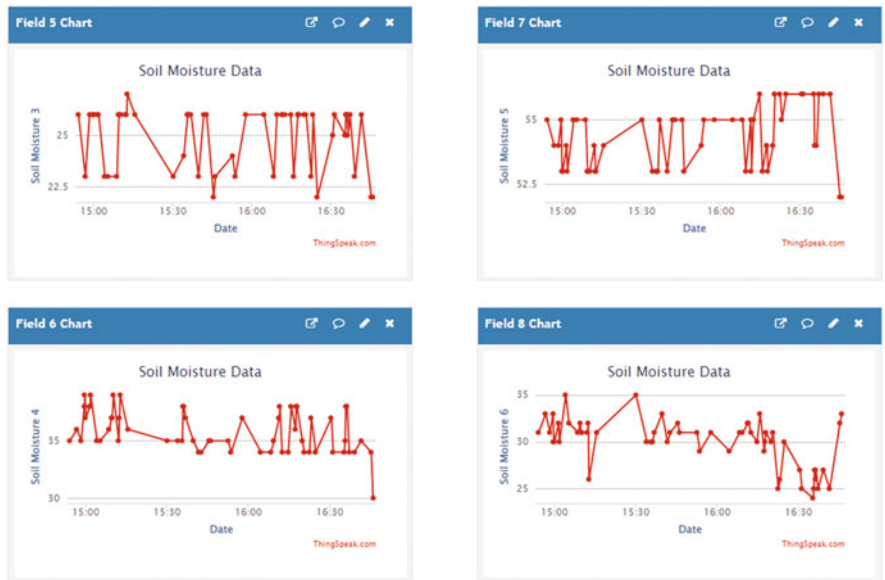 Field 5 Chart
Soil Moisture Data
Soil Moisture 3
25
22.5
15:00 15:30 16:00 16:30
Date
ThingSpeak.com
Field 7 Chart
Soil Moisture Data
Soil Moisture 5
55
52.5
15:00 15:30 16:00 16:30
Date
ThingSpeak.com
Field 6 Chart
Soil Moisture Data
Soil Moisture 4
35
30
15:00 15:30 16:00 16:30
Date
ThingSpeak.com
Field 8 Chart
Soil Moisture Data
Soil Moisture 6
35
30
25
15:00 15:30 16:00 16:30
Date
ThingSpeak.com